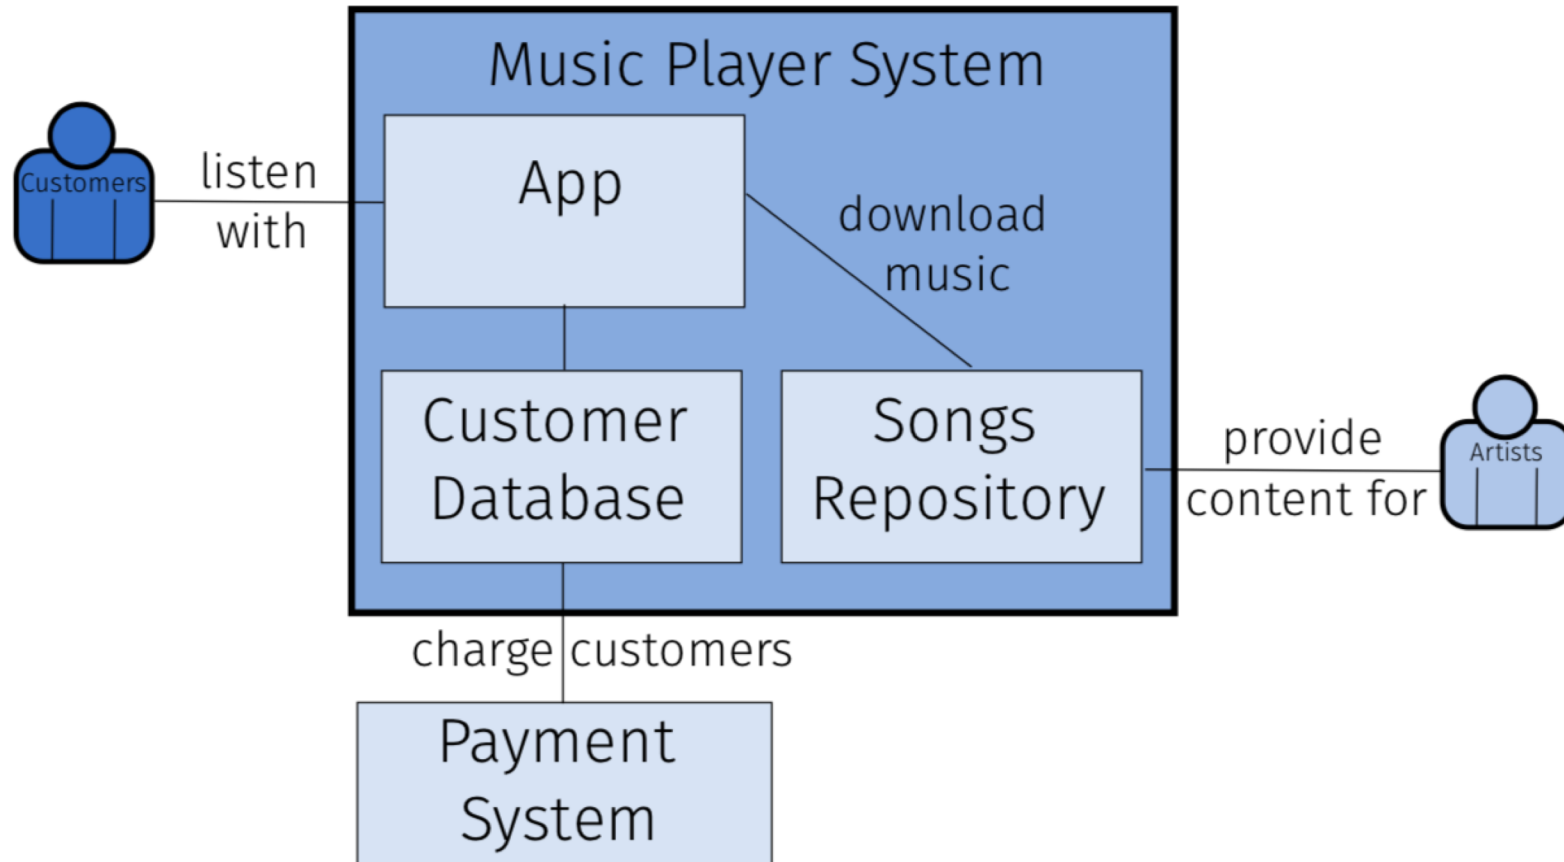 Music Player System
Customers
listen
with
App
download
music
Customer
Database
Songs
Repository
provide
content for
Artists
charge customers
Payment
System